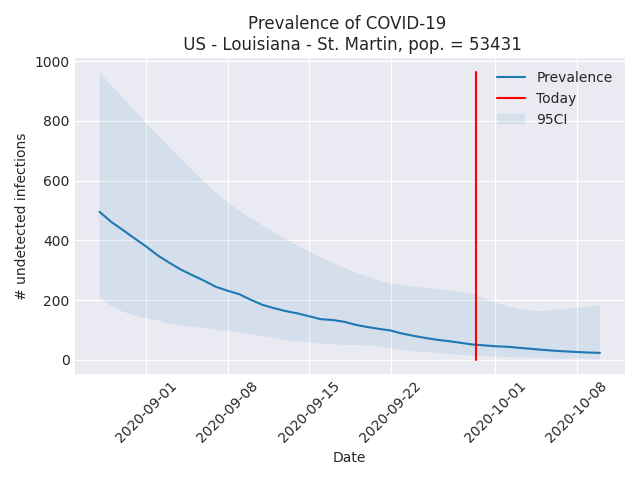 Prevalence of COVID-19
US - Louisiana - St. Martin, pop. = 53431
# undetected infections
1000
800
600
400
200
0
Prevalence
Today
95CI
2020-09-01
2020-09-08
2020-09-15
2020-09-22
2020-10-01
2020-10-08
Date